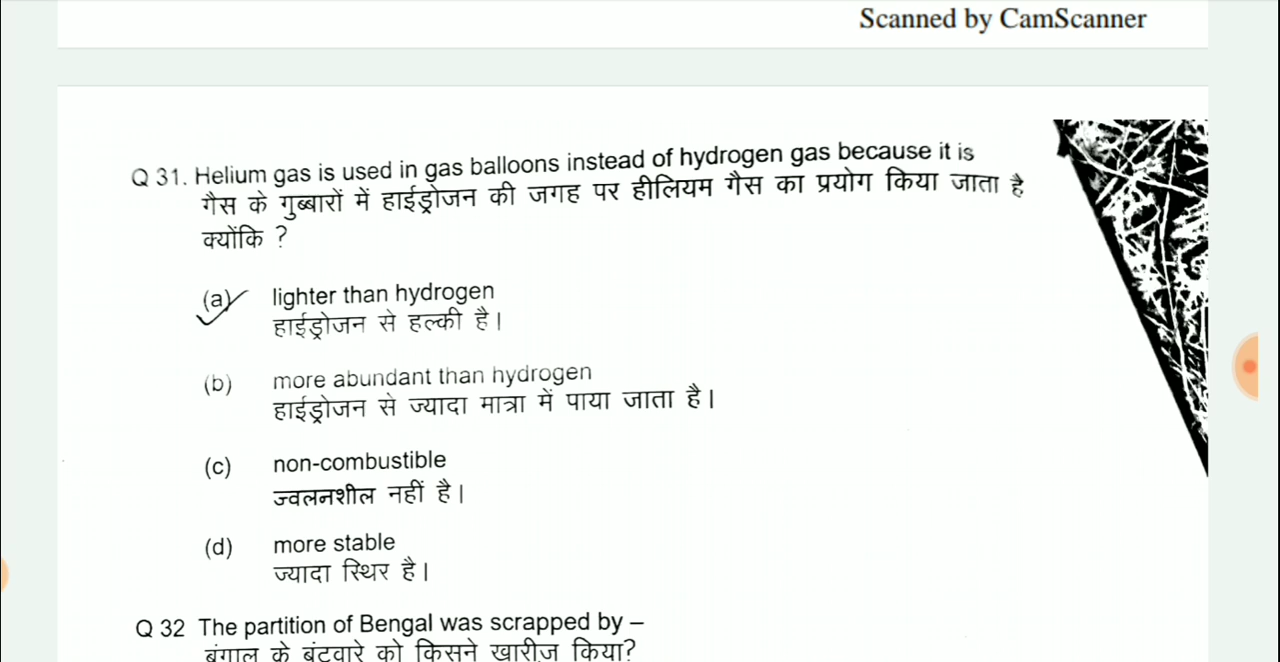 Scanned by CamScanner
Q 31. Helium gas is used in gas balloons instead of hydrogen gas because it is
गैस के गुब्बारों में हाईड्रोजन की जगह पर हीलियम गैस का प्रयोग किया जाता है
क्योंकि ?
(a) lighter than hydrogen
हाईड्रोजन से हल्की है।
(b) more abundant than hydrogen
हाईड्रोजन से ज्यादा मात्रा में पाया जाता है।
(c) non-combustible
ज्वलनशील नहीं है।
(d) more stable
ज्यादा स्थिर है।
Q 32 The partition of Bengal was scrapped by –
बंगाल के बंटवारे को किसने खारीज किया?